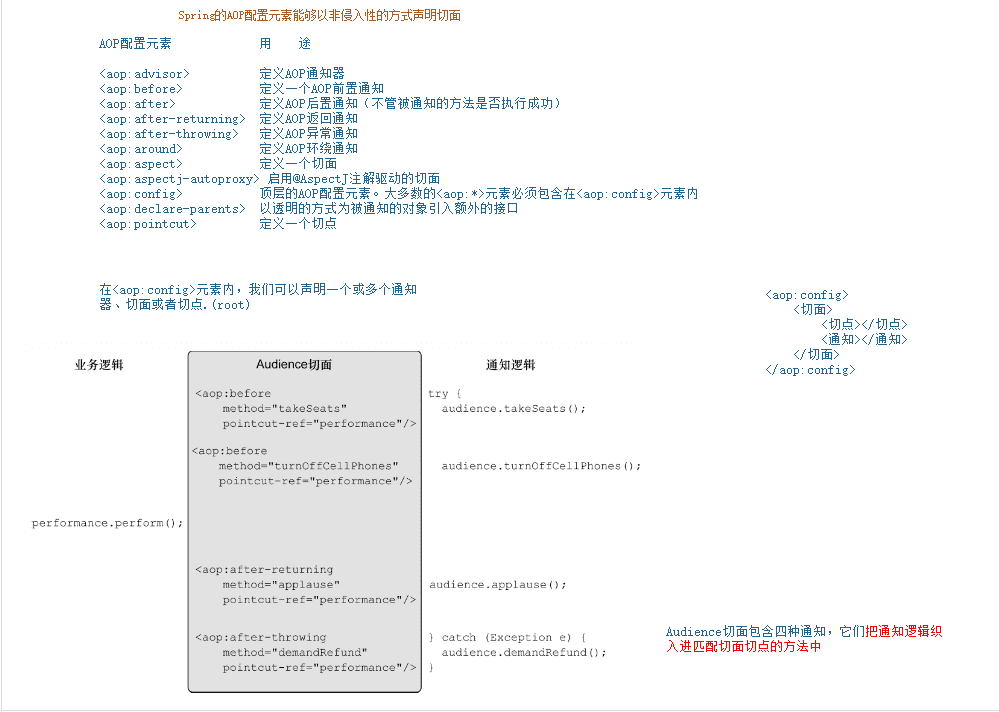 Spring的AOP配置元素能够以非侵入性的方式声明切面
AOP配置元素 用 途
<aop:advisor> 定义AOP通知器
<aop:before> 定义一个AOP前置通知
<aop:after> 定义AOP后置通知（不管被通知的方法是否执行成功）
<aop:after-returning> 定义AOP返回通知
<aop:after-throwing> 定义AOP异常通知
<aop:around> 定义AOP环绕通知
<aop:aspect> 定义一个切面
<aop:aspectj-autoproxy> 启用@AspectJ注解驱动的切面
<aop:config> 顶层的AOP配置元素。大多数的<aop:*>元素必须包含在<aop:config>元素内
<aop:declare-parents> 以透明的方式为被通知的对象引入额外的接口
<aop:pointcut> 定义一个切点
在<aop:config>元素内，我们可以声明一个或多个通知
器、切面或者切点.(root)
<aop:config>
<切面>
<切点></切点>
<通知></通知>
</切面>
</aop:config>
业务逻辑 Audience切面 通知逻辑
<aop:before try {
method="takeSeats" audience.takeSeats();
pointcut-ref="performance"/>
<aop:before
method="turnOffCellPhones" audience.turnOffCellPhones();
pointcut-ref="performance"/>
performance.perform();
<aop:after-returning
method="applause" audience.applause();
pointcut-ref="performance"/>
<aop:after-throwing } catch (Exception e) {
method="demandRefund" audience.demandRefund();
pointcut-ref="performance"/> }
Audience切面包含四种通知，它们把通知逻辑织
入进匹配切面切点的方法中